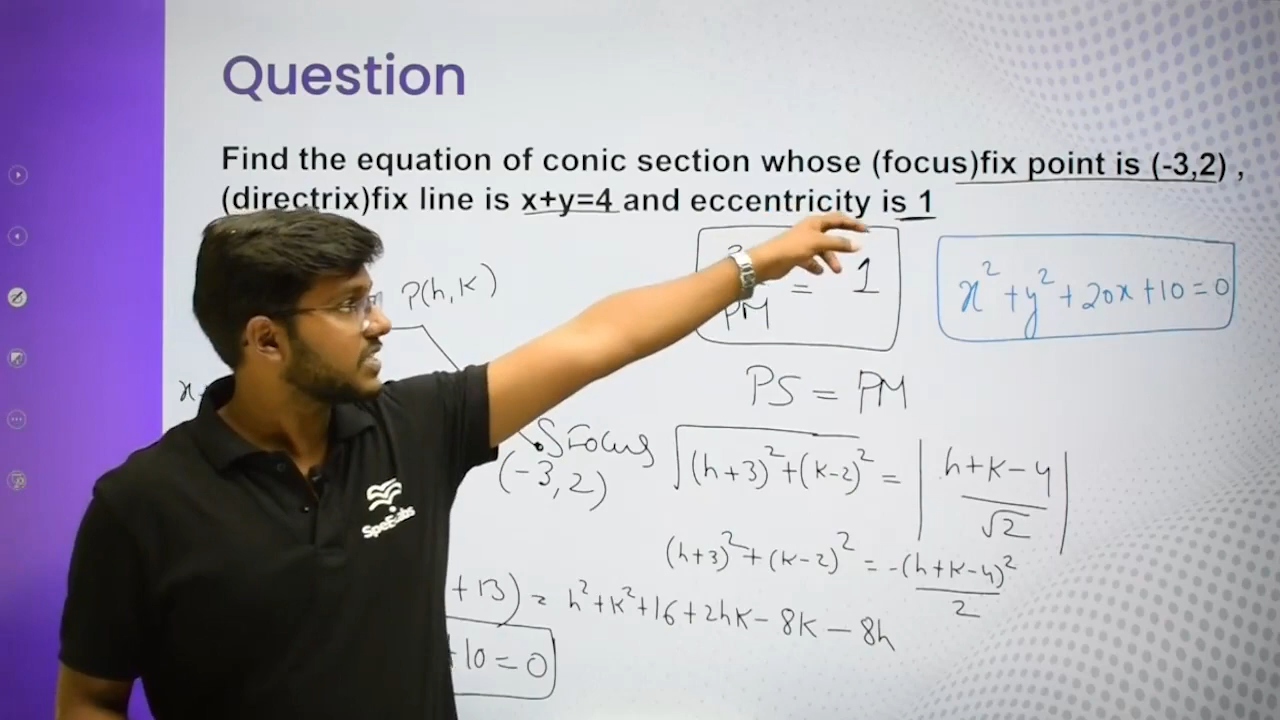 Question
Find the equation of conic section whose (focus)fix point is (-3,2) ,
(directrix)fix line is x+y=4 and eccentricity is 1
P(h,k)
PM = 1
x²+y²+20x+10=0
PS = PM
S Focus
(-3,2)
√(h+3)²+(k-2)² = |h+k-4/√2|
(h+3)²+(k-2)² = -(h+k-4)²/2
+13) = h²+k²+16+2hk-8k-8h
+10=0
x
SpeEdLabs